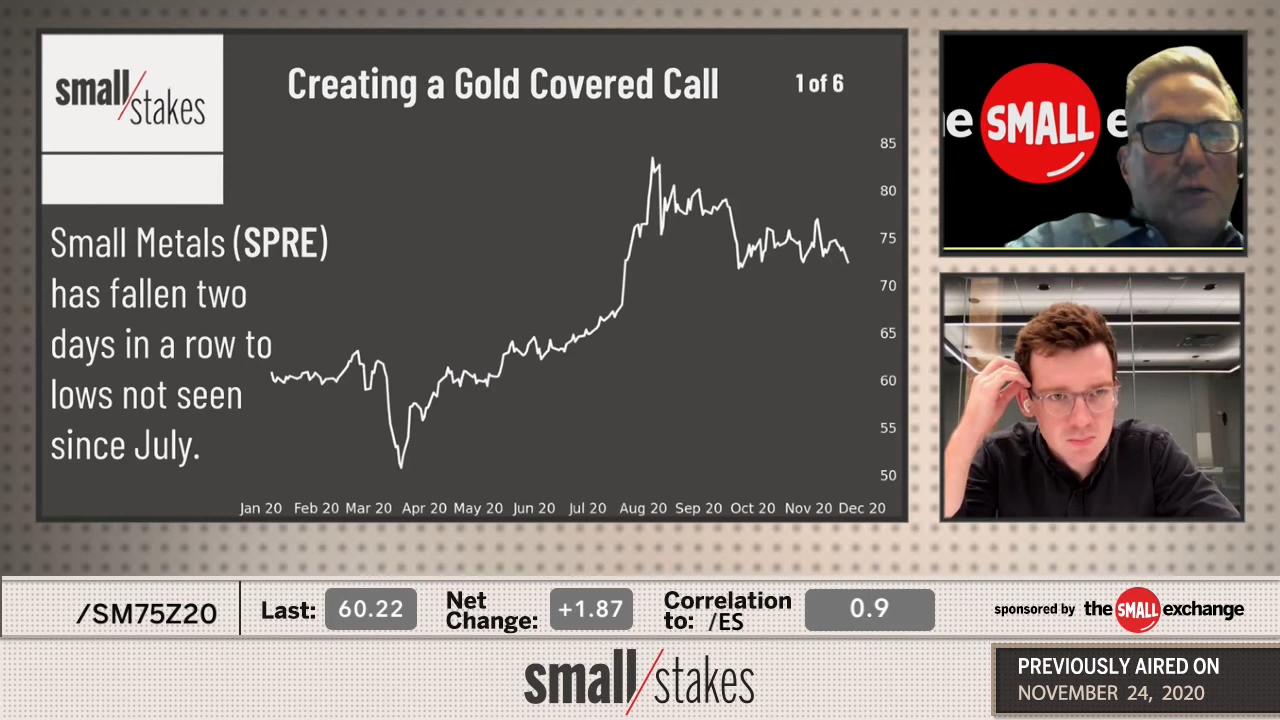 small/stakes
Creating a Gold Covered Call
1 of 6
Small Metals (SPRE)
has fallen two
days in a row to
lows not seen
since July.
85
80
75
70
65
60
55
50
Jan 20 Feb 20 Mar 20 Apr 20 May 20 Jun 20 Jul 20 Aug 20 Sep 20 Oct 20 Nov 20 Dec 20
he SMALL e
/SM75Z20
Last: 60.22
Net
Change: +1.87
Correlation
to: /ES 0.9
sponsored by the SMALL exchange
small/stakes
PREVIOUSLY AIRED ON
NOVEMBER 24, 2020